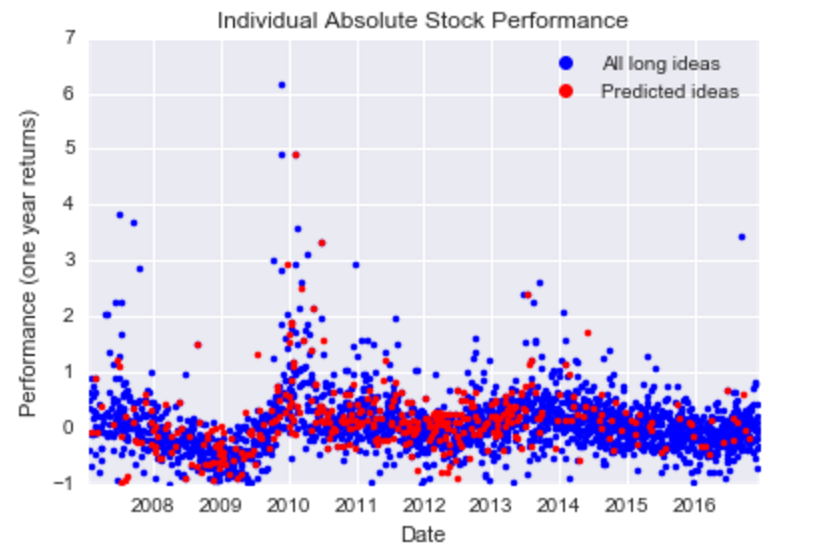 Individual Absolute Stock Performance
All long ideas
Predicted ideas
Performance (one year returns)
7
6
5
4
3
2
1
0
−1
2008 2009 2010 2011 2012 2013 2014 2015 2016
Date